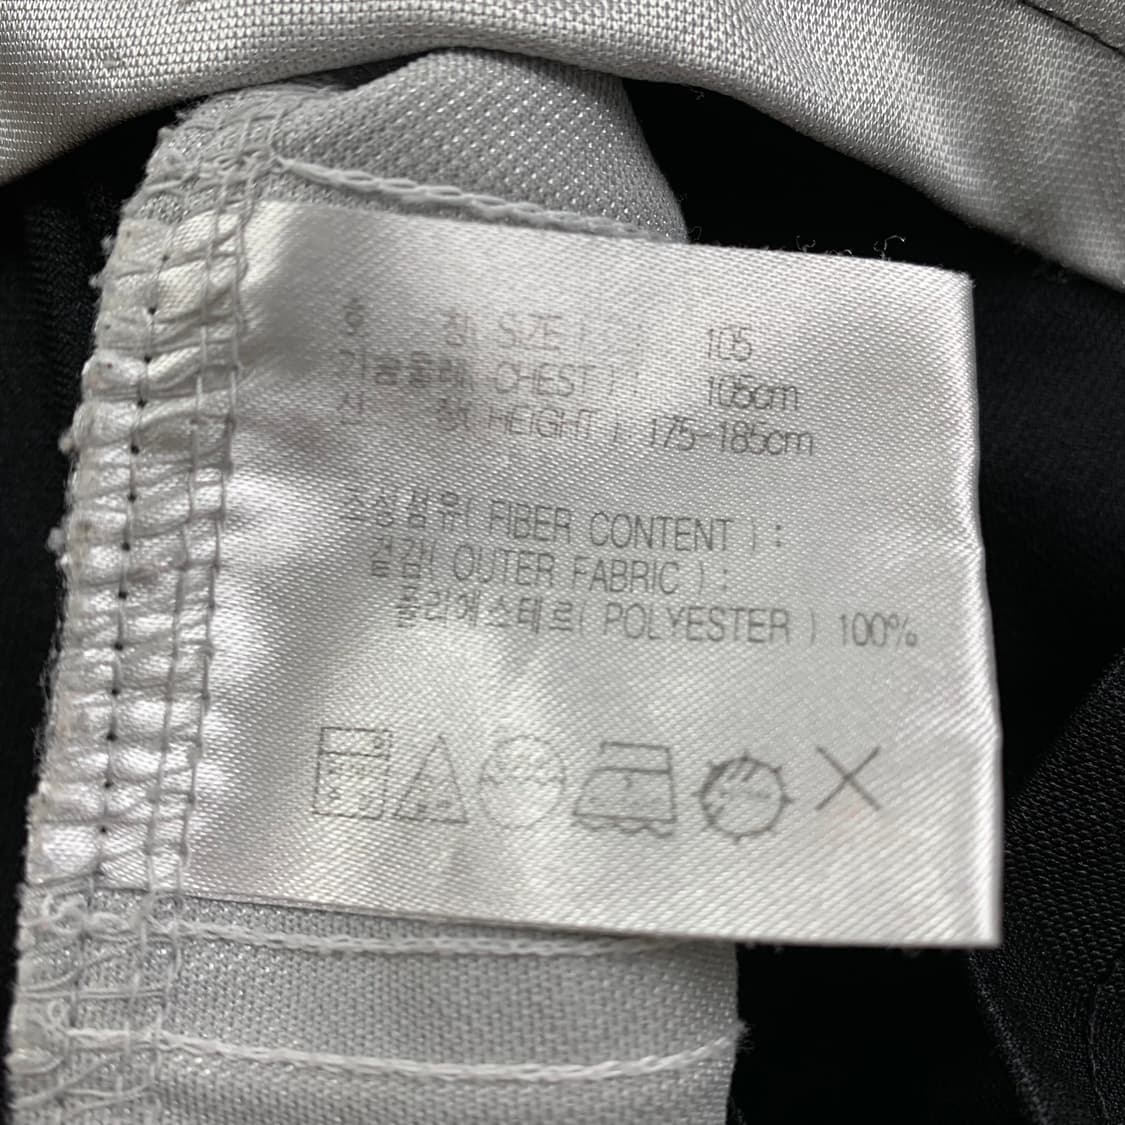 호 칭( SIZE ) 105
가슴둘레( CHEST ) : 105cm
신 장( HEIGHT ) : 175-185cm
조성섬유( FIBER CONTENT ) :
겉감( OUTER FABRIC ) :
폴리에스테르( POLYESTER ) 100%